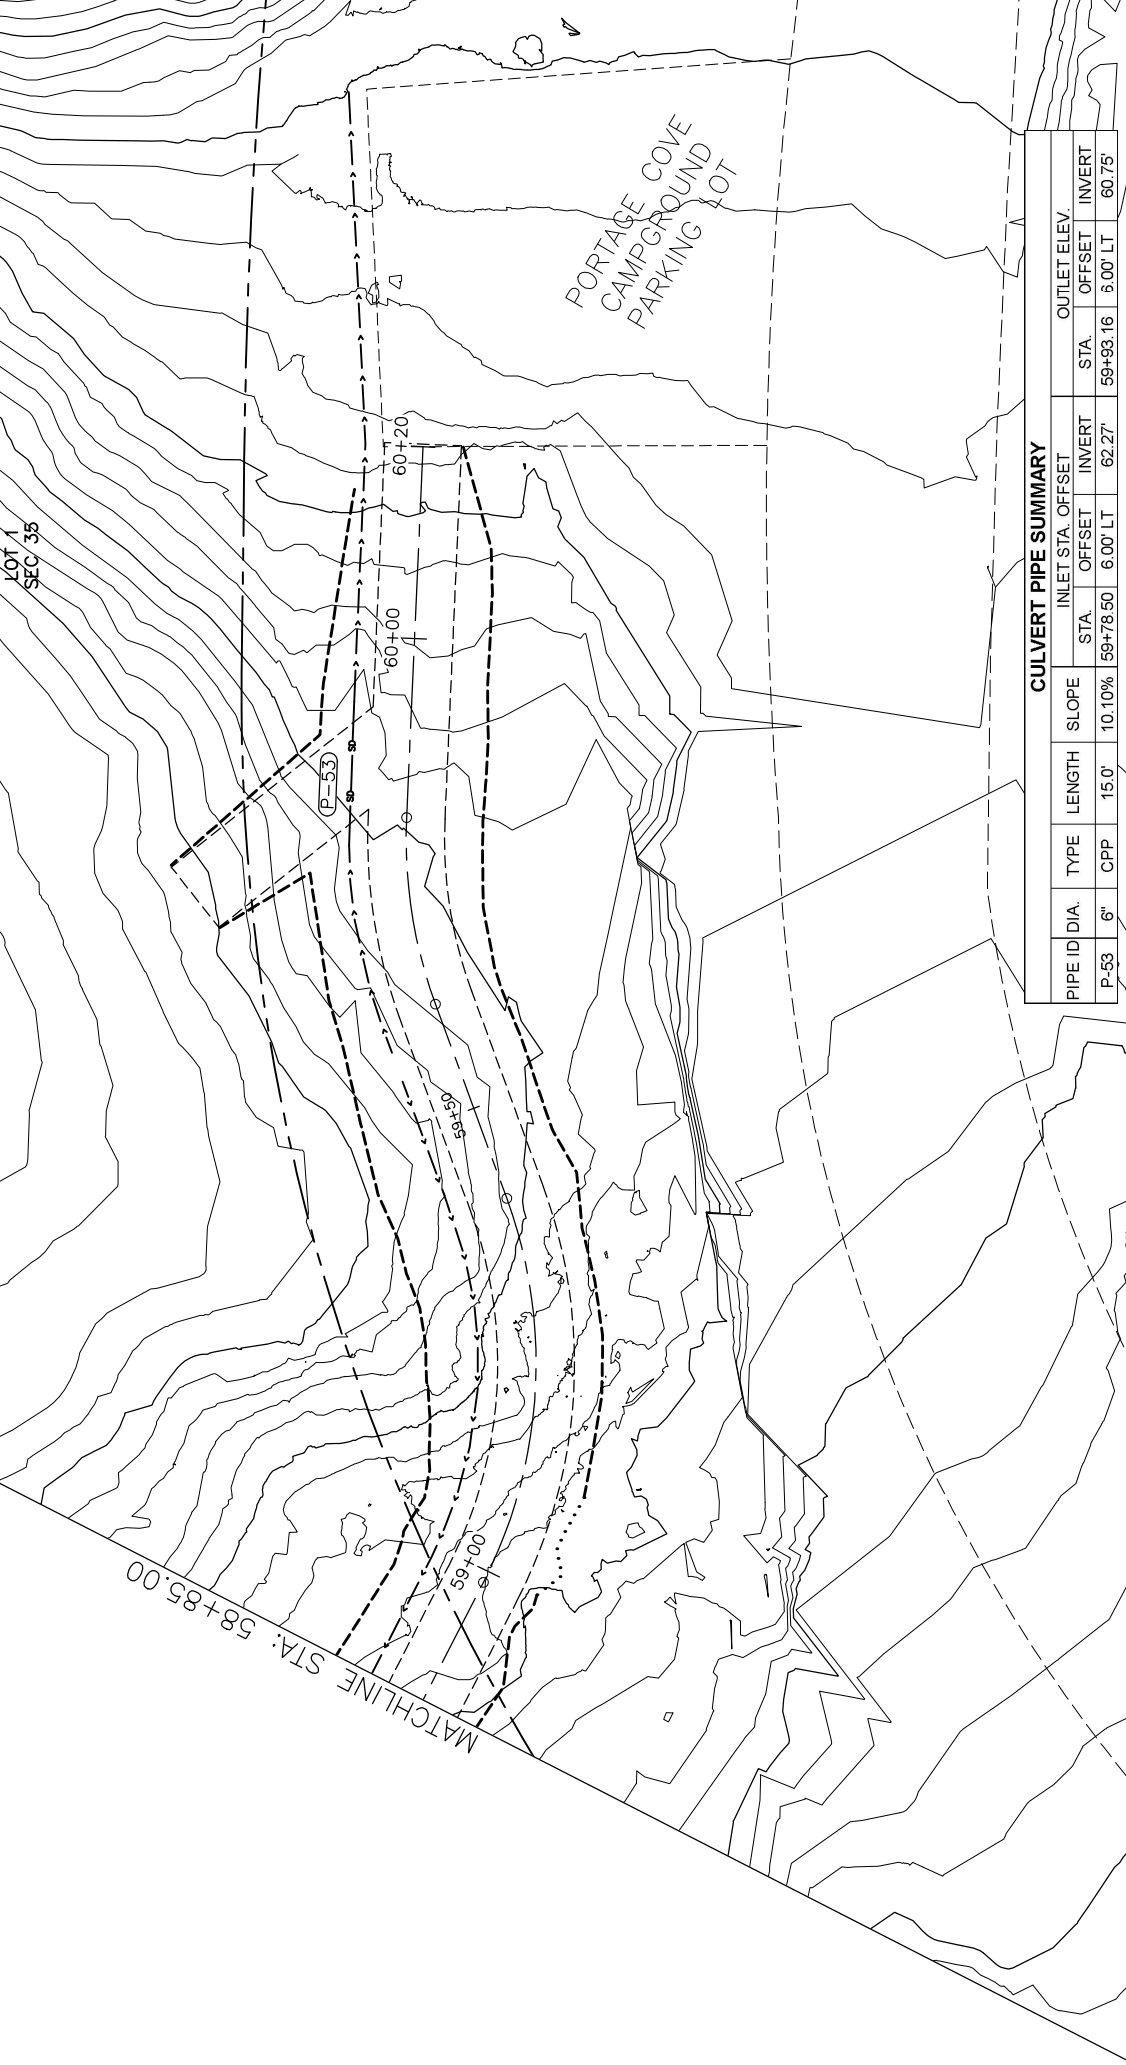 LOT 1
SEC 35
PORTAGE COVE
CAMPGROUND
PARKING LOT
60+20
60+00
P-53
SD
SD
59+50
59+00
MATCHLINE STA: 58+85.00
CULVERT PIPE SUMMARY
PIPE ID DIA. TYPE LENGTH SLOPE INLET STA. OFFSET OUTLET ELEV.
STA. OFFSET INVERT STA. OFFSET INVERT
P-53 6" CPP 15.0' 10.10% 59+78.50 6.00' LT 62.27' 59+93.16 6.00' LT 60.75'